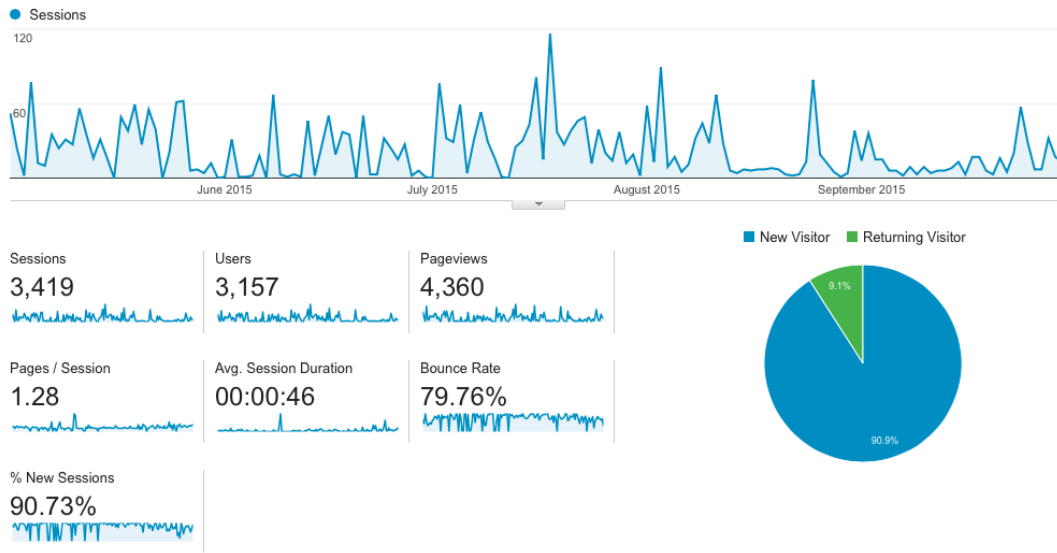 Sessions
120
60
June 2015 July 2015 August 2015 September 2015
New Visitor Returning Visitor
Sessions Users Pageviews
3,419 3,157 4,360
9.1%
Pages / Session Avg. Session Duration Bounce Rate
1.28 00:00:46 79.76%
90.9%
% New Sessions
90.73%